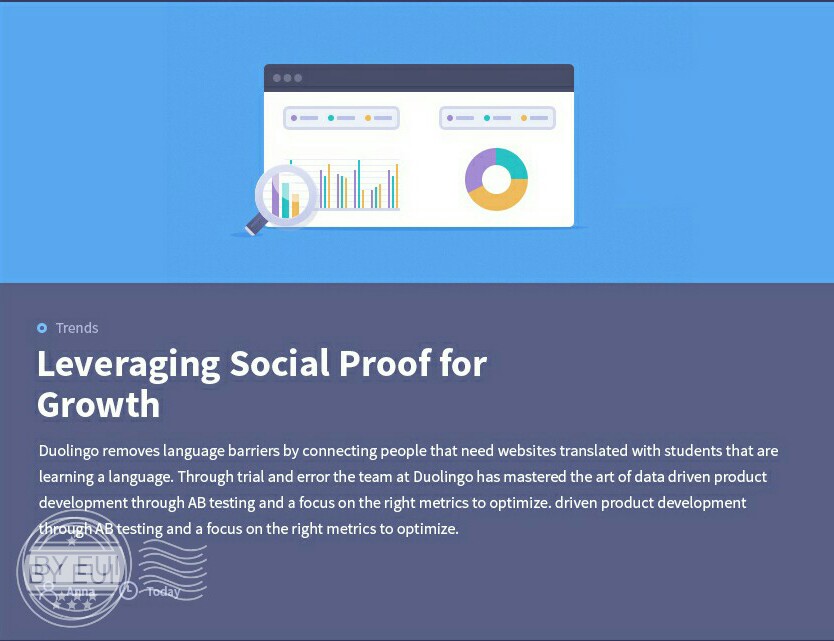 Trends
Leveraging Social Proof for
Growth
Duolingo removes language barriers by connecting people that need websites translated with students that are
learning a language. Through trial and error the team at Duolingo has mastered the art of data driven product
development through AB testing and a focus on the right metrics to optimize. driven product development
through AB testing and a focus on the right metrics to optimize.
BY EUI
Anna Today